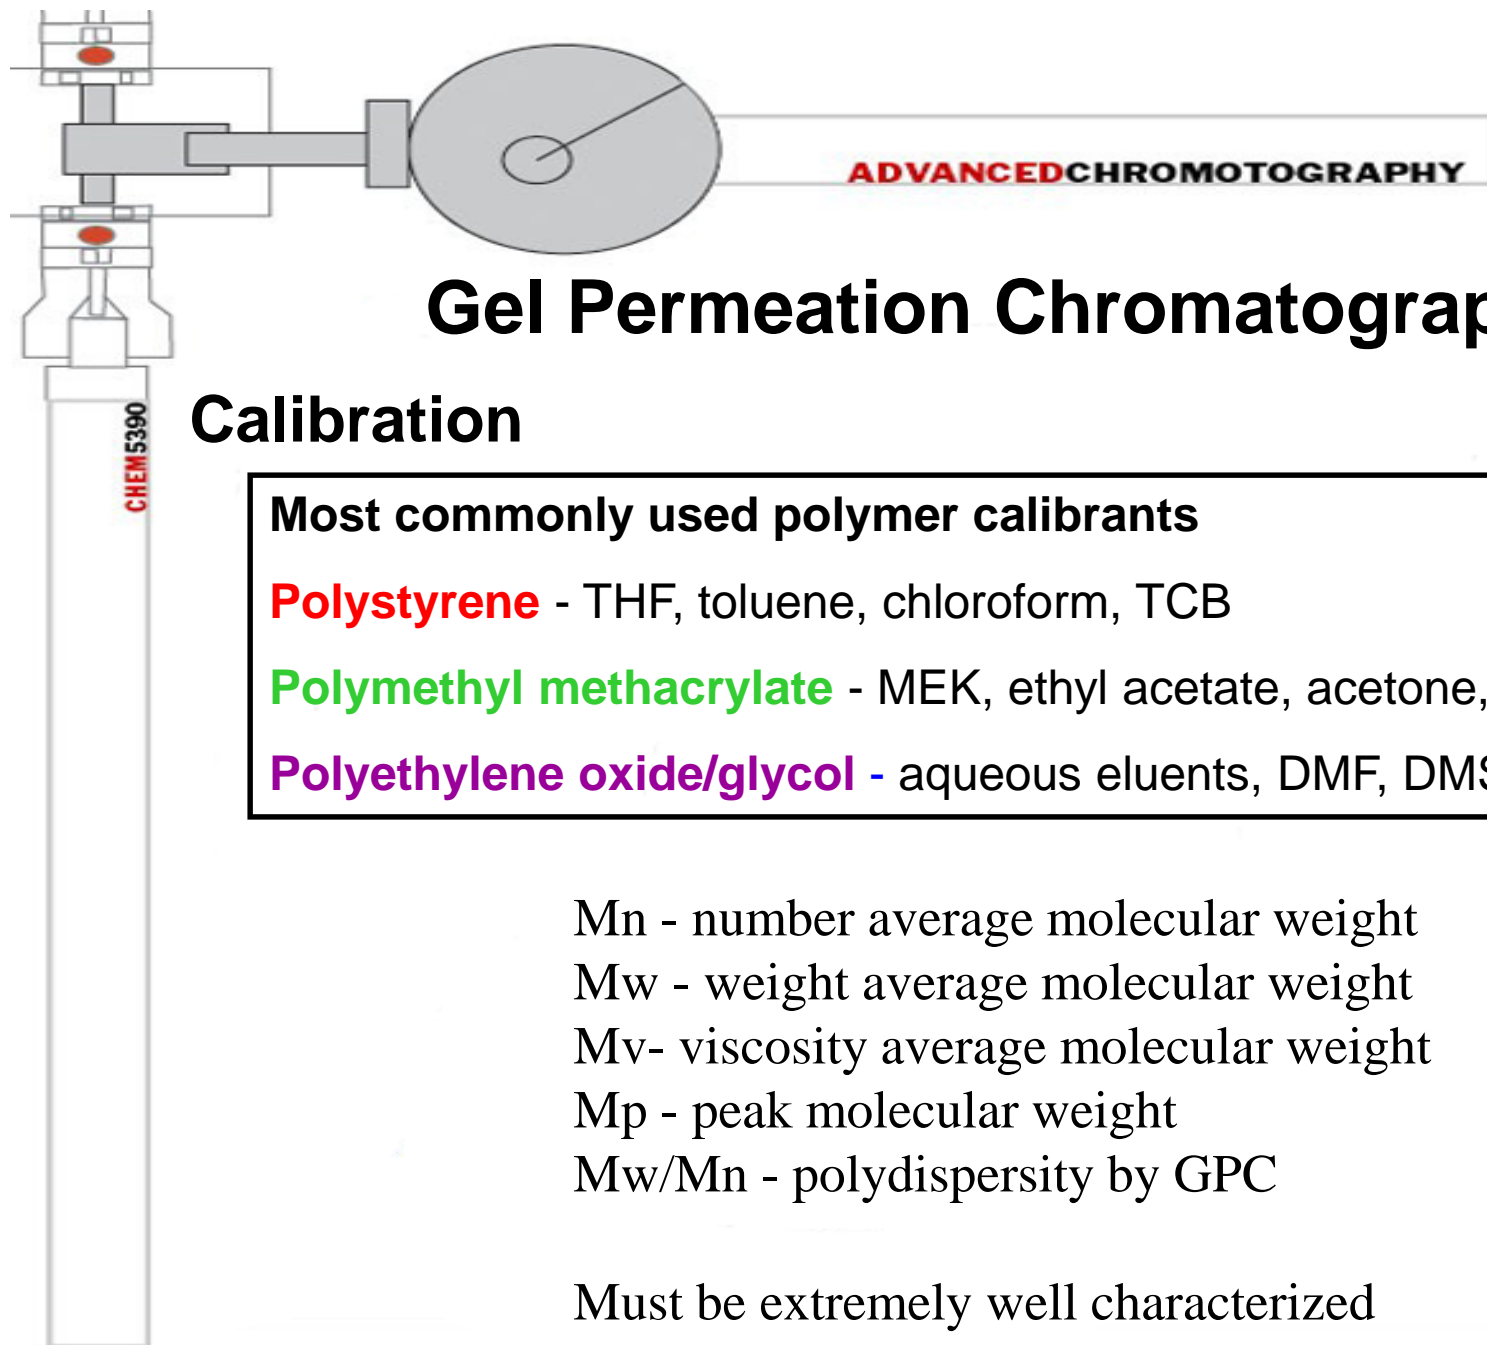 ADVANCEDCHROMOTOGRAPHY
Gel Permeation
CHEM5390
Calibration
Most commonly used polymer calibrants
Polystyrene - THF, toluene, chloroform, TCB
Polymethyl methacrylate - MEK, ethyl acetate, acetone,
Polyethylene oxide/glycol - aqueous eluents, DMF,
Mn - number average molecular weight
Mw - weight average molecular weight
Mv- viscosity average molecular weight
Mp - peak molecular weight
Mw/Mn - polydispersity by GPC
Must be extremely well characterized